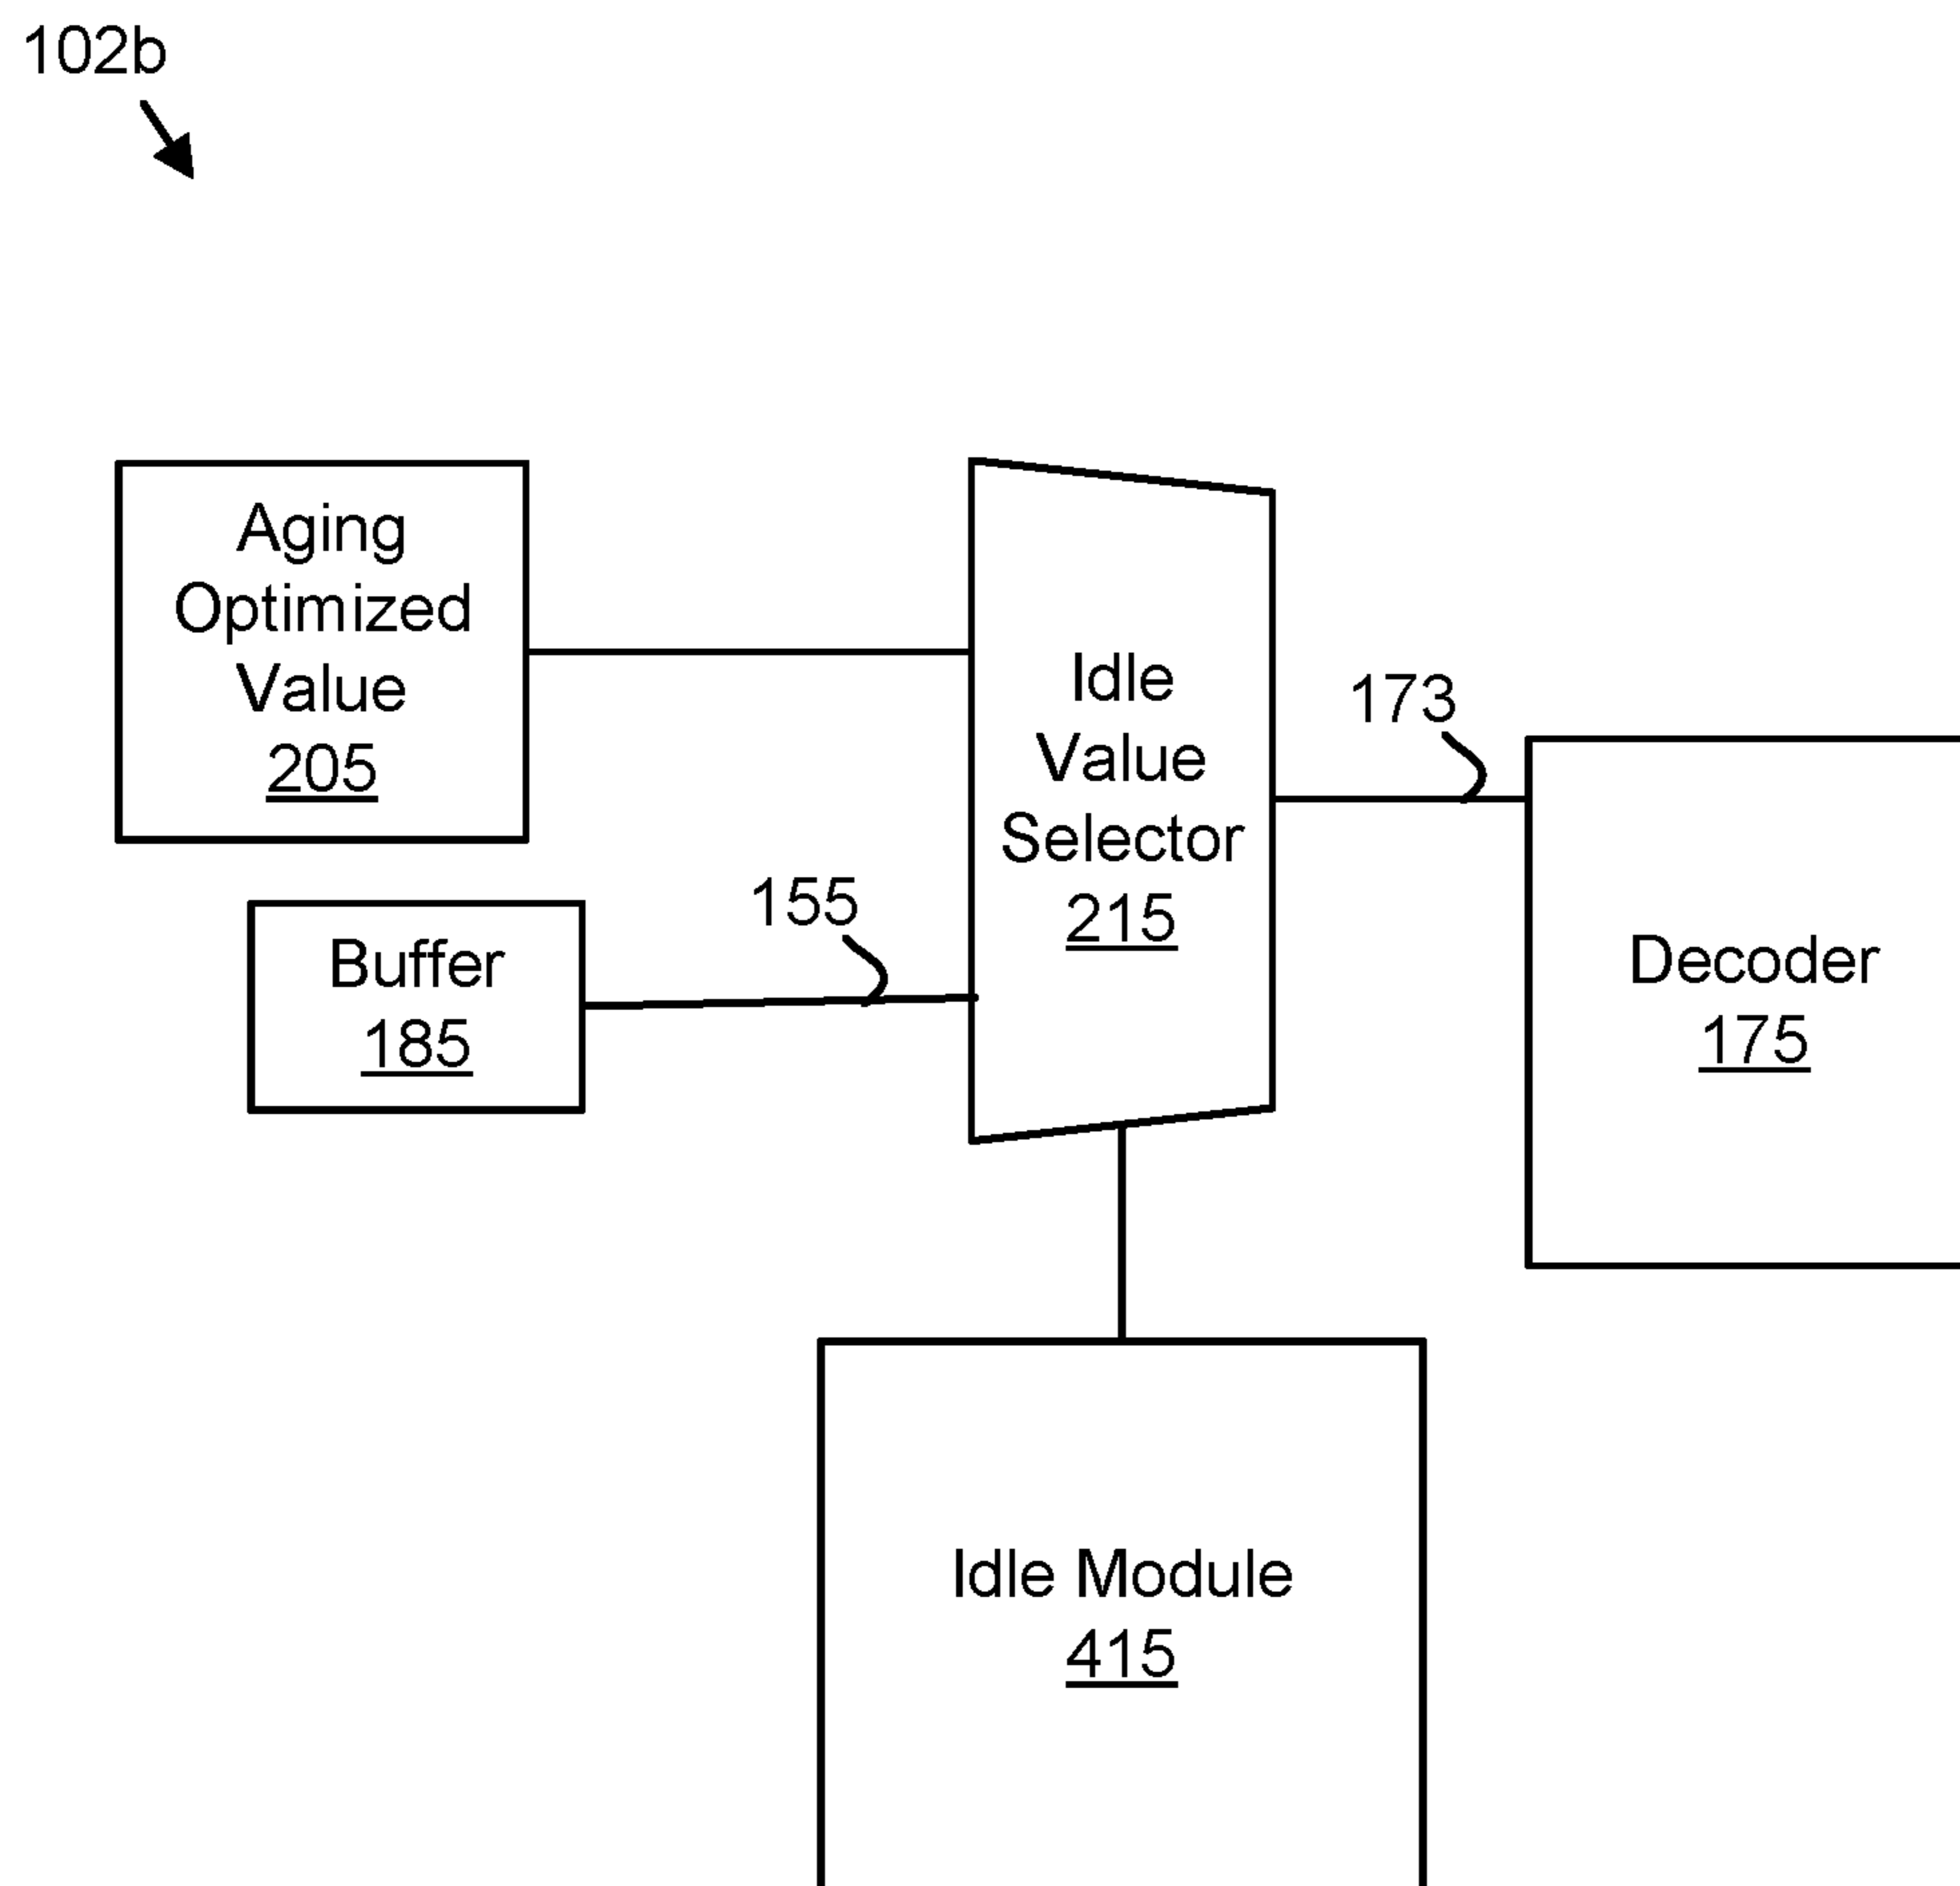 102b
Aging
Optimized
Value
205
Idle
Value
Selector
215
173
155
Buffer
185
Decoder
175
Idle Module
415